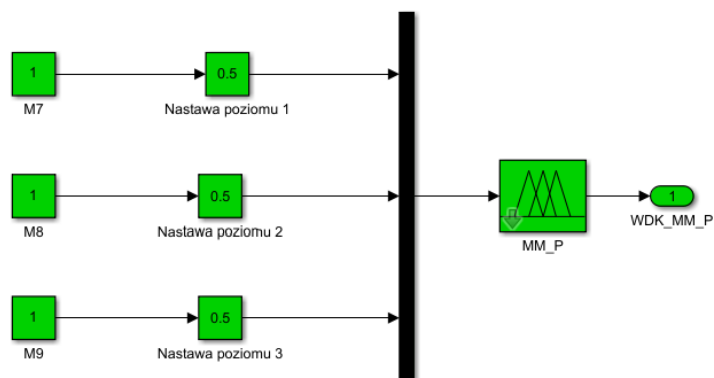 1
0.5
M7
Nastawa poziomu 1
1
0.5
1
M8
Nastawa poziomu 2
MM_P
WDK_MM_P
1
0.5
M9
Nastawa poziomu 3